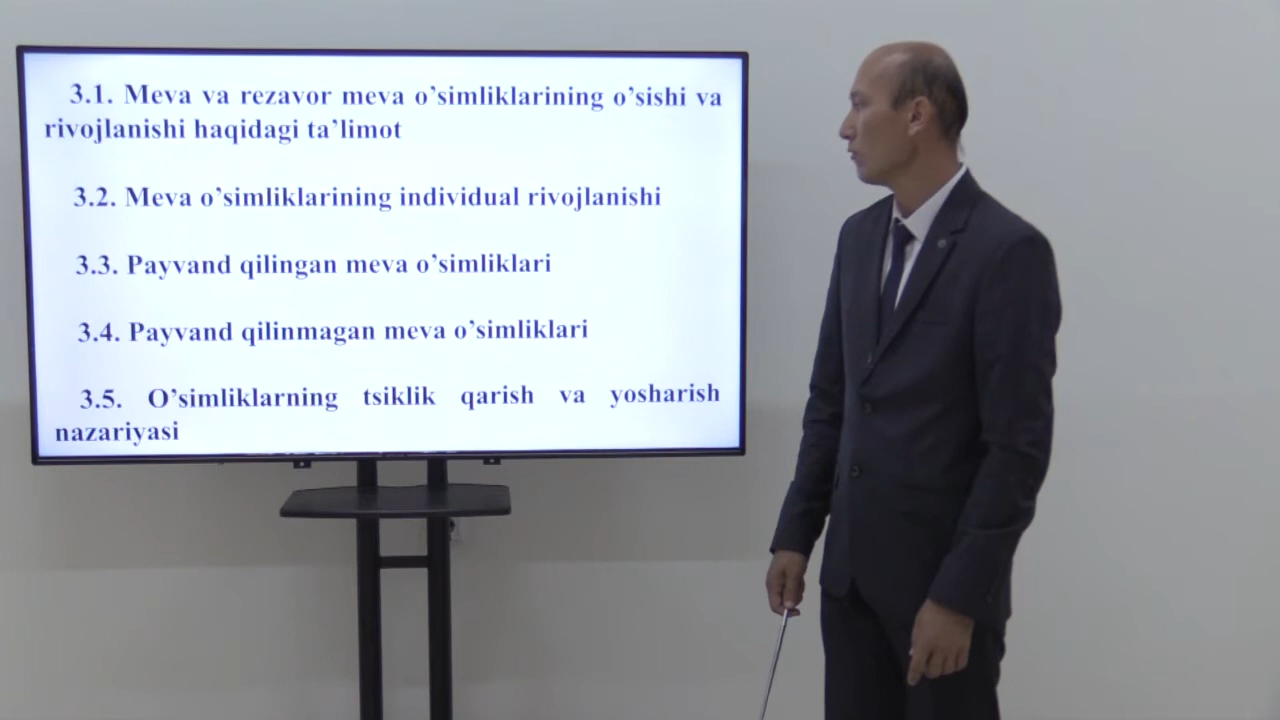 3.1. Meva va rezavor meva o’simliklarining o’sishi va
rivojlanishi haqidagi ta’limot
3.2. Meva o’simliklarining individual rivojlanishi
3.3. Payvand qilingan meva o’simliklari
3.4. Payvand qilinmagan meva o’simliklari
3.5. O’simliklarning tsiklik qarish va yosharish
nazariyasi